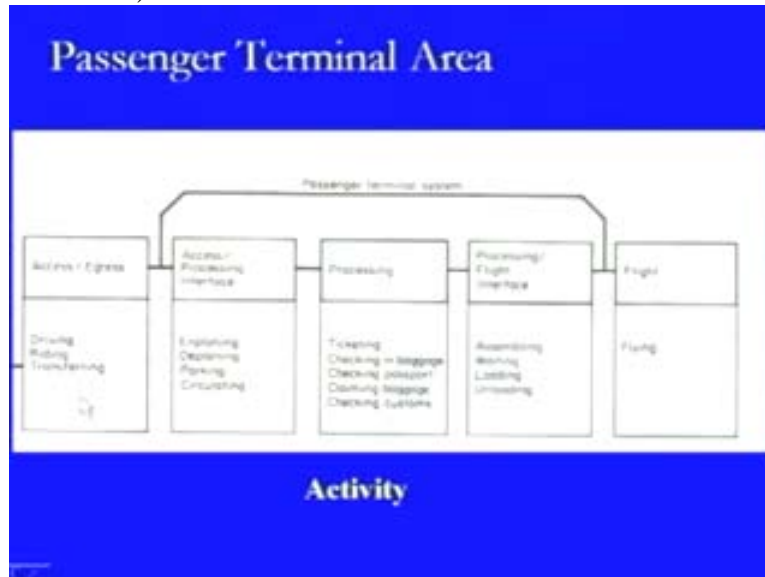 Passenger Terminal Area
Passenger Terminal system
Access / Egress
Driving
Riding
Transferring
Access/
Processing
Interface
Enplaning
Deplaning
Parking
Circulating
Processing
Ticketing
Checking in baggage
Checking passport
Claiming baggage
Checking customs
Processing/
Flight
Interface
Assembling
Waiting
Loading
Unloading
Flight
Flying
Activity